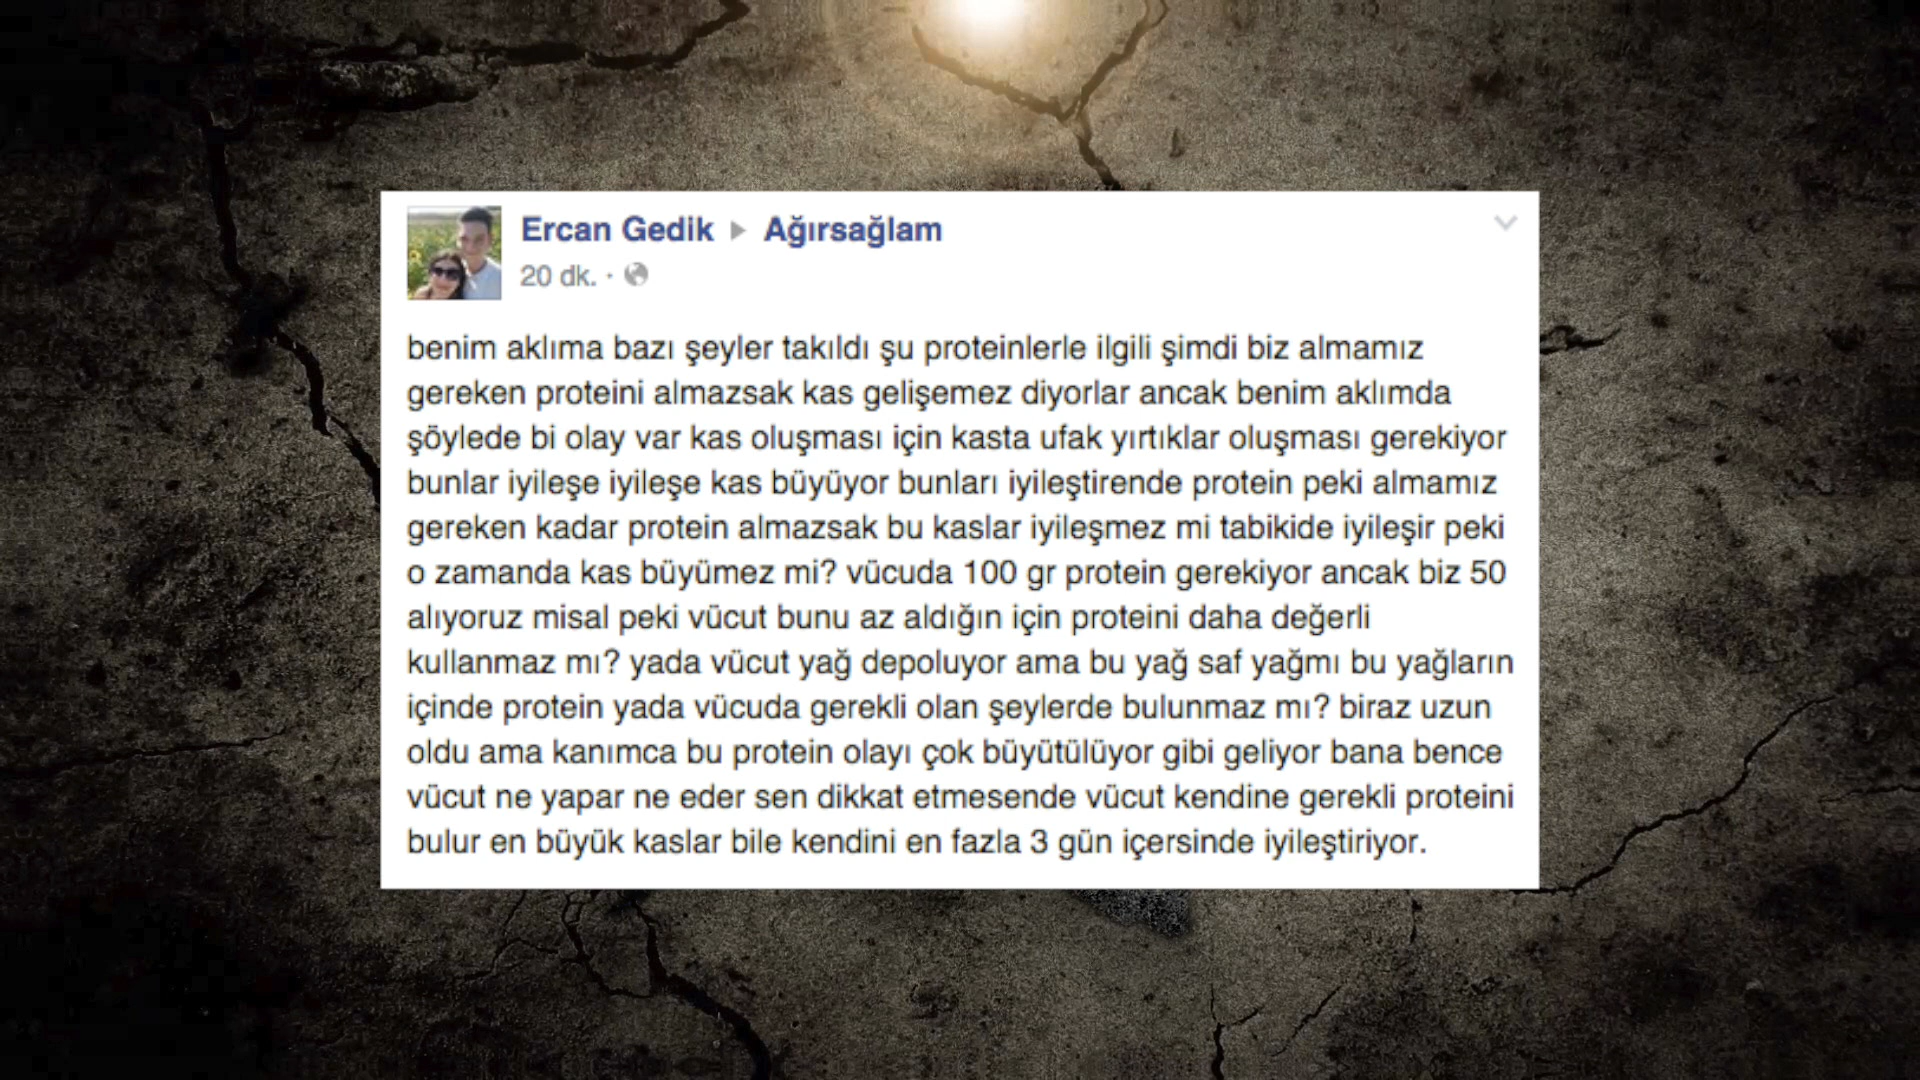 Ercan Gedik ▶ Ağırsağlam
20 dk. ·
benim aklıma bazı şeyler takıldı şu proteinlerle ilgili şimdi biz almamız
gereken proteini almazsak kas gelişemez diyorlar ancak benim aklımda
şöylede bi olay var kas oluşması için kasta ufak yırtıklar oluşması gerekiyor
bunlar iyileşe iyileşe kas büyüyor bunları iyileştirende protein peki almamız
gereken kadar protein almazsak bu kaslar iyileşmez mi tabikide iyileşir peki
o zamanda kas büyümez mi? vücuda 100 gr protein gerekiyor ancak biz 50
alıyoruz misal peki vücut bunu az aldığın için proteini daha değerli
kullanmaz mı? yada vücut yağ depoluyor ama bu yağ saf yağmı bu yağların
içinde protein yada vücuda gerekli olan şeylerde bulunmaz mı? biraz uzun
oldu ama kanımca bu protein olayı çok büyütülüyor gibi geliyor bana bence
vücut ne yapar ne eder sen dikkat etmesende vücut kendine gerekli proteini
bulur en büyük kaslar bile kendini en fazla 3 gün içersinde iyileştiriyor.